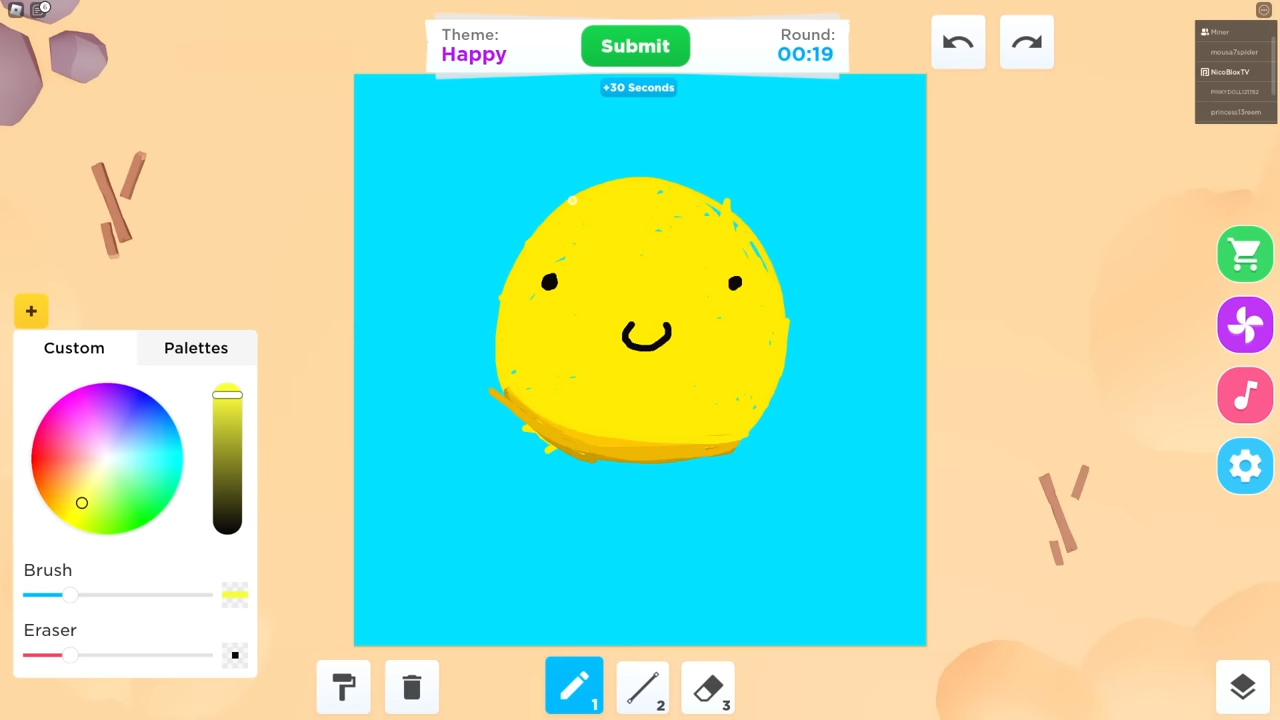 6
Theme:
Happy
Submit
Round:
00:19
+30 Seconds
Miner
mousa7spider
NicoBloxTV
princess13reem
+
Custom
Palettes
Brush
Eraser
1
2
3